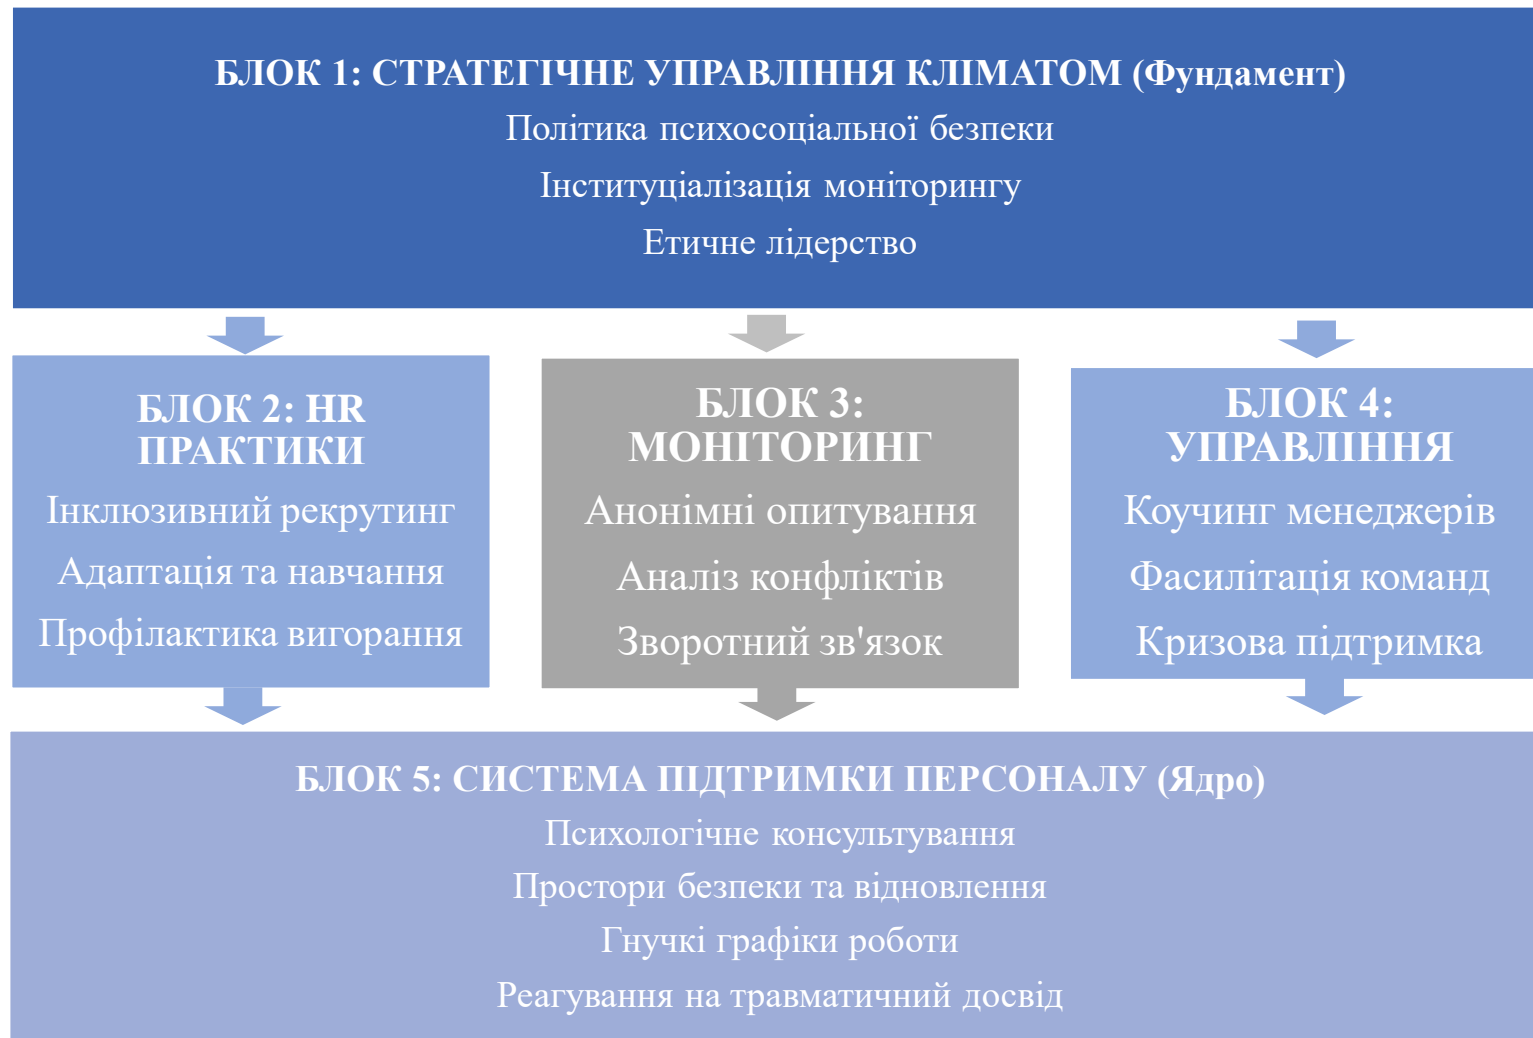 БЛОК 1: СТРАТЕГІЧНЕ УПРАВЛІННЯ КЛІМАТОМ (Фундамент)
Політика психосоціальної безпеки
Інституціалізація моніторингу
Етичне лідерство
БЛОК 2: HR
ПРАКТИКИ
Інклюзивний рекрутинг
Адаптація та навчання
Профілактика вигорання
БЛОК 3:
МОНІТОРИНГ
Анонімні опитування
Аналіз конфліктів
Зворотний зв'язок
БЛОК 4:
УПРАВЛІННЯ
Коучинг менеджерів
Фасилітація команд
Кризова підтримка
БЛОК 5: СИСТЕМА ПІДТРИМКИ ПЕРСОНАЛУ (Ядро)
Психологічне консультування
Простори безпеки та відновлення
Гнучкі графіки роботи
Реагування на травматичний досвід